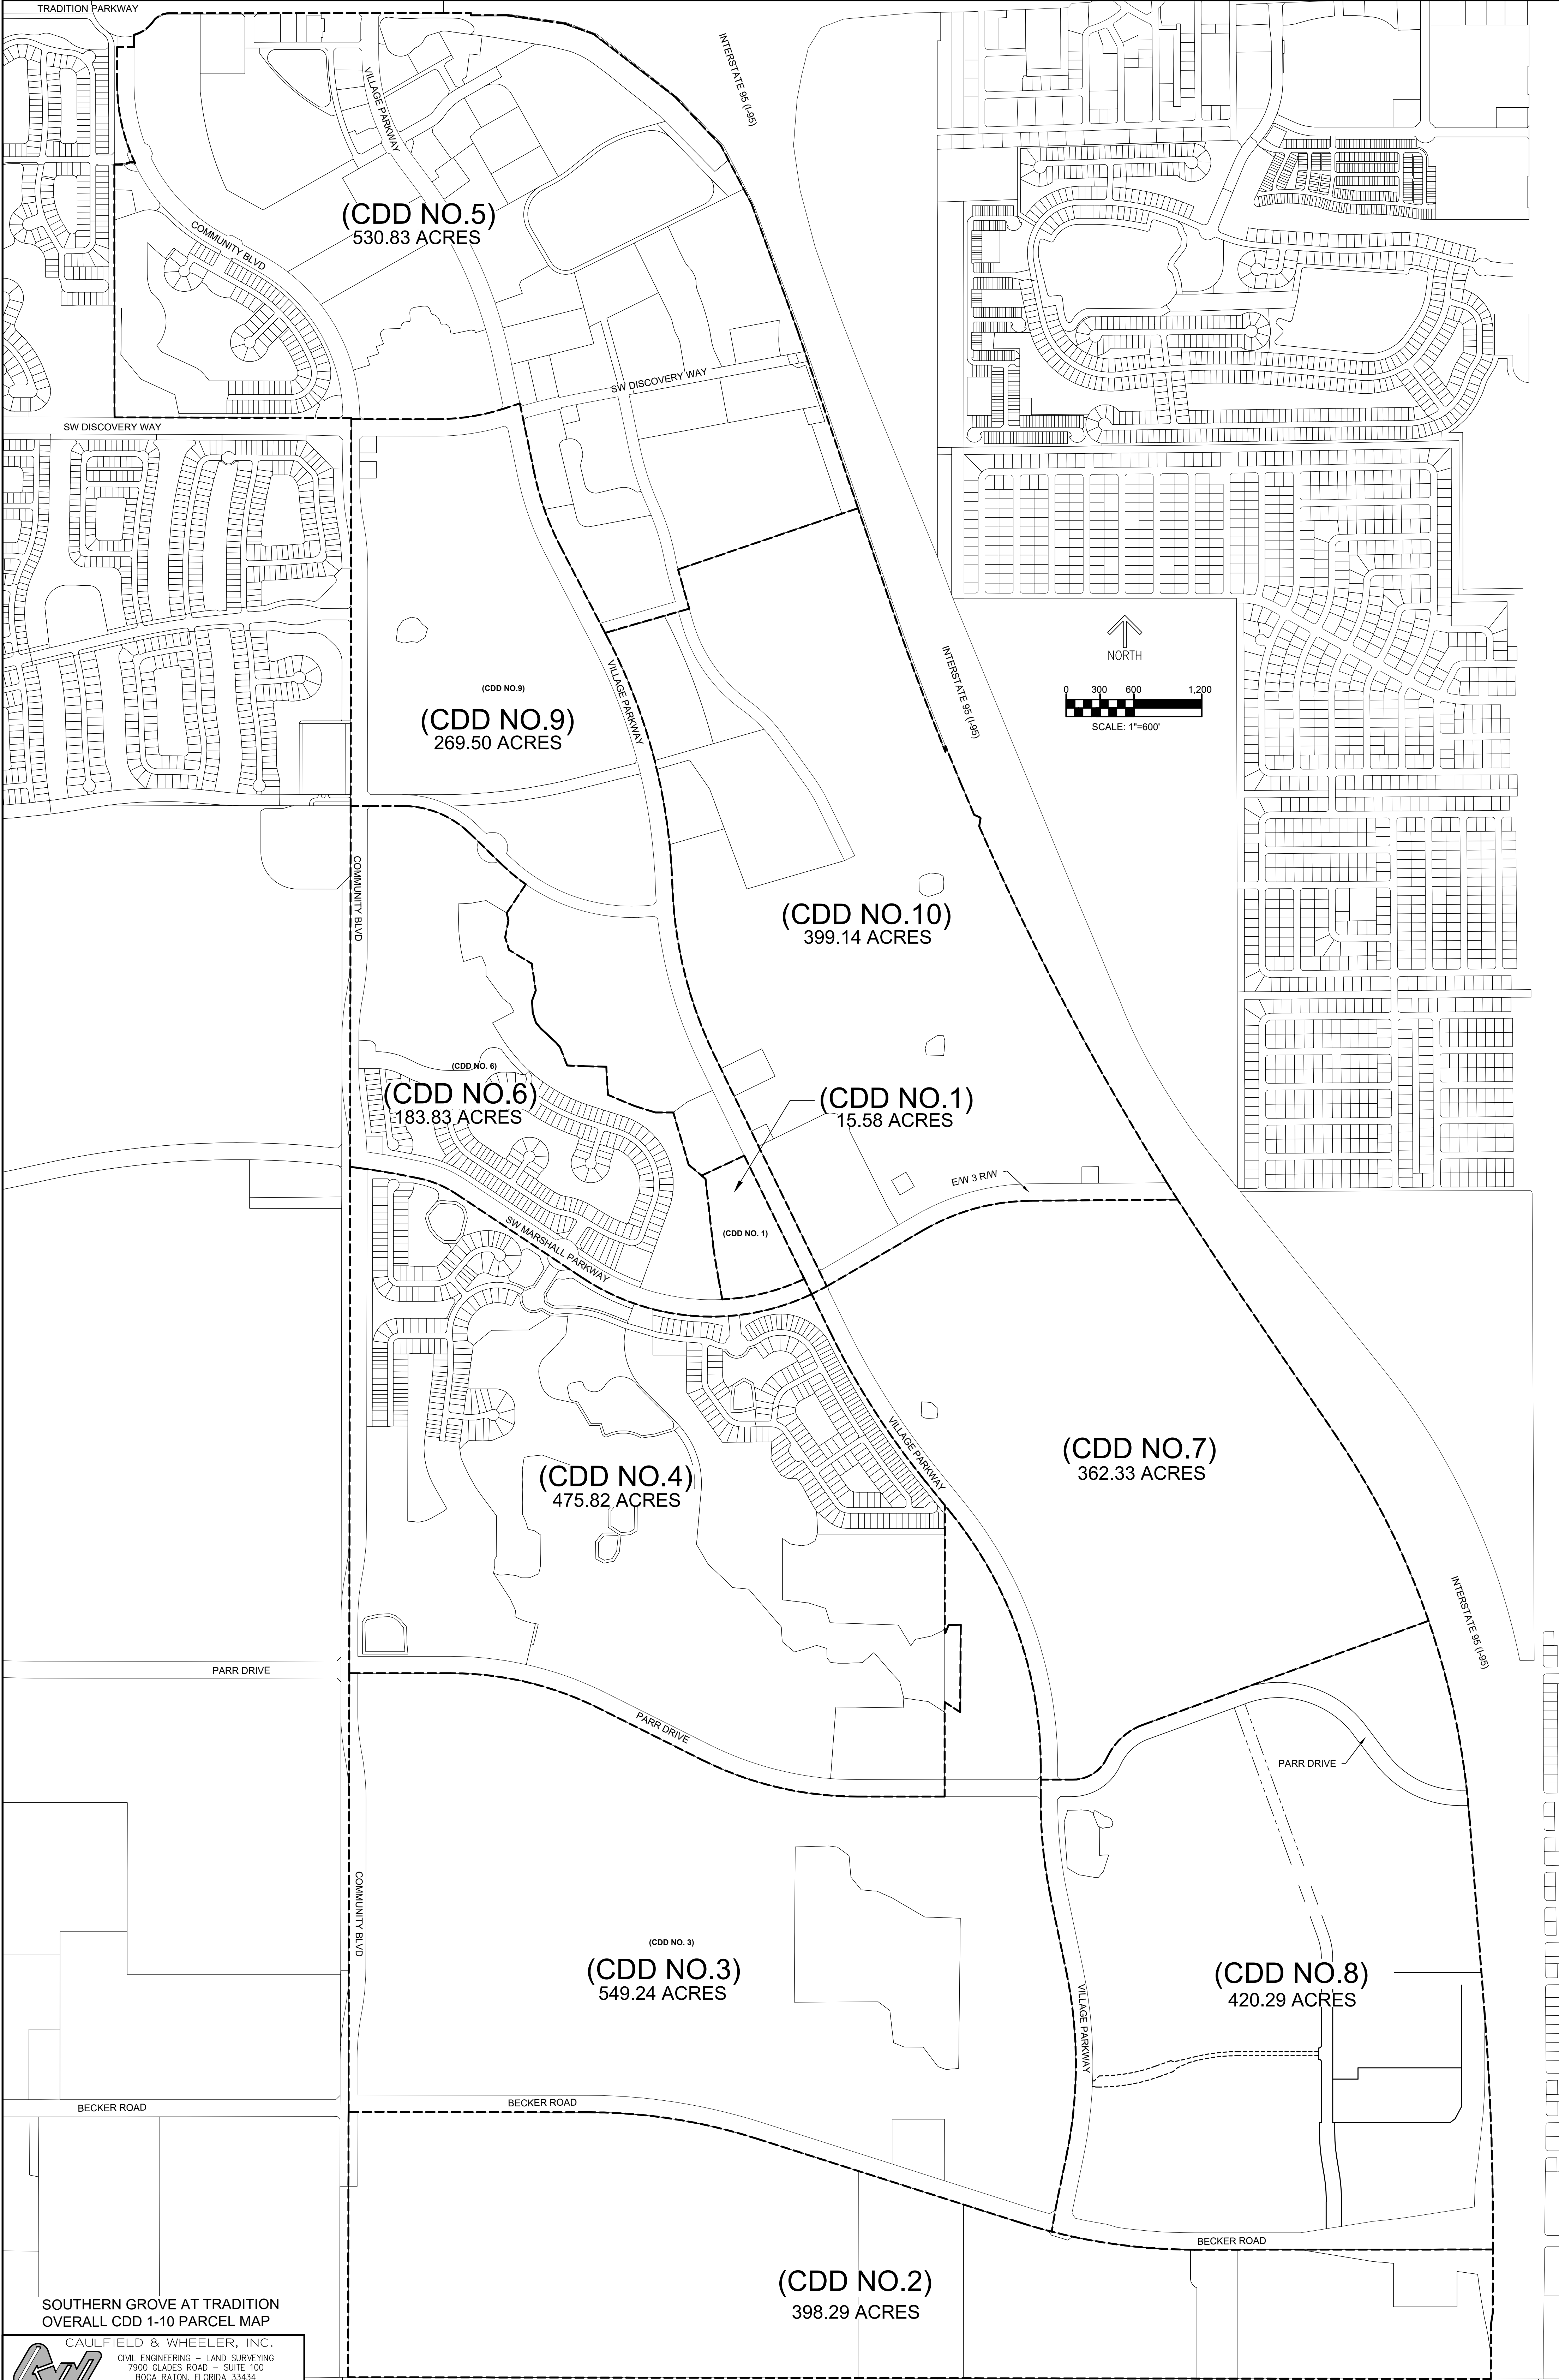 TRADITION PARKWAY
INTERSTATE 95 (I-95)
VILLAGE PARKWAY
(CDD NO.5)
530.83 ACRES
COMMUNITY BLVD
SW DISCOVERY WAY
SW DISCOVERY WAY
NORTH
INTERSTATE 95 (I-95)
0 300 600 1,200
SCALE: 1"=600'
VILLAGE PARKWAY
(CDD NO.9)
(CDD NO.9)
269.50 ACRES
COMMUNITY BLVD
(CDD NO.10)
399.14 ACRES
(CDD NO. 6)
(CDD NO.6)
183.83 ACRES
(CDD NO.1)
15.58 ACRES
E/W 3 R/W
(CDD NO. 1)
SW MARSHALL PARKWAY
VILLAGE PARKWAY
(CDD NO.7)
362.33 ACRES
(CDD NO.4)
475.82 ACRES
INTERSTATE 95 (I-95)
PARR DRIVE
PARR DRIVE
PARR DRIVE
COMMUNITY BLVD
(CDD NO. 3)
(CDD NO.3)
549.24 ACRES
(CDD NO.8)
420.29 ACRES
VILLAGE PARKWAY
BECKER ROAD
BECKER ROAD
BECKER ROAD
(CDD NO.2)
398.29 ACRES
SOUTHERN GROVE AT TRADITION
OVERALL CDD 1-10 PARCEL MAP
CAULFIELD & WHEELER, INC.
CIVIL ENGINEERING – LAND SURVEYING
7900 GLADES ROAD – SUITE 100
BOCA RATON, FLORIDA 33434